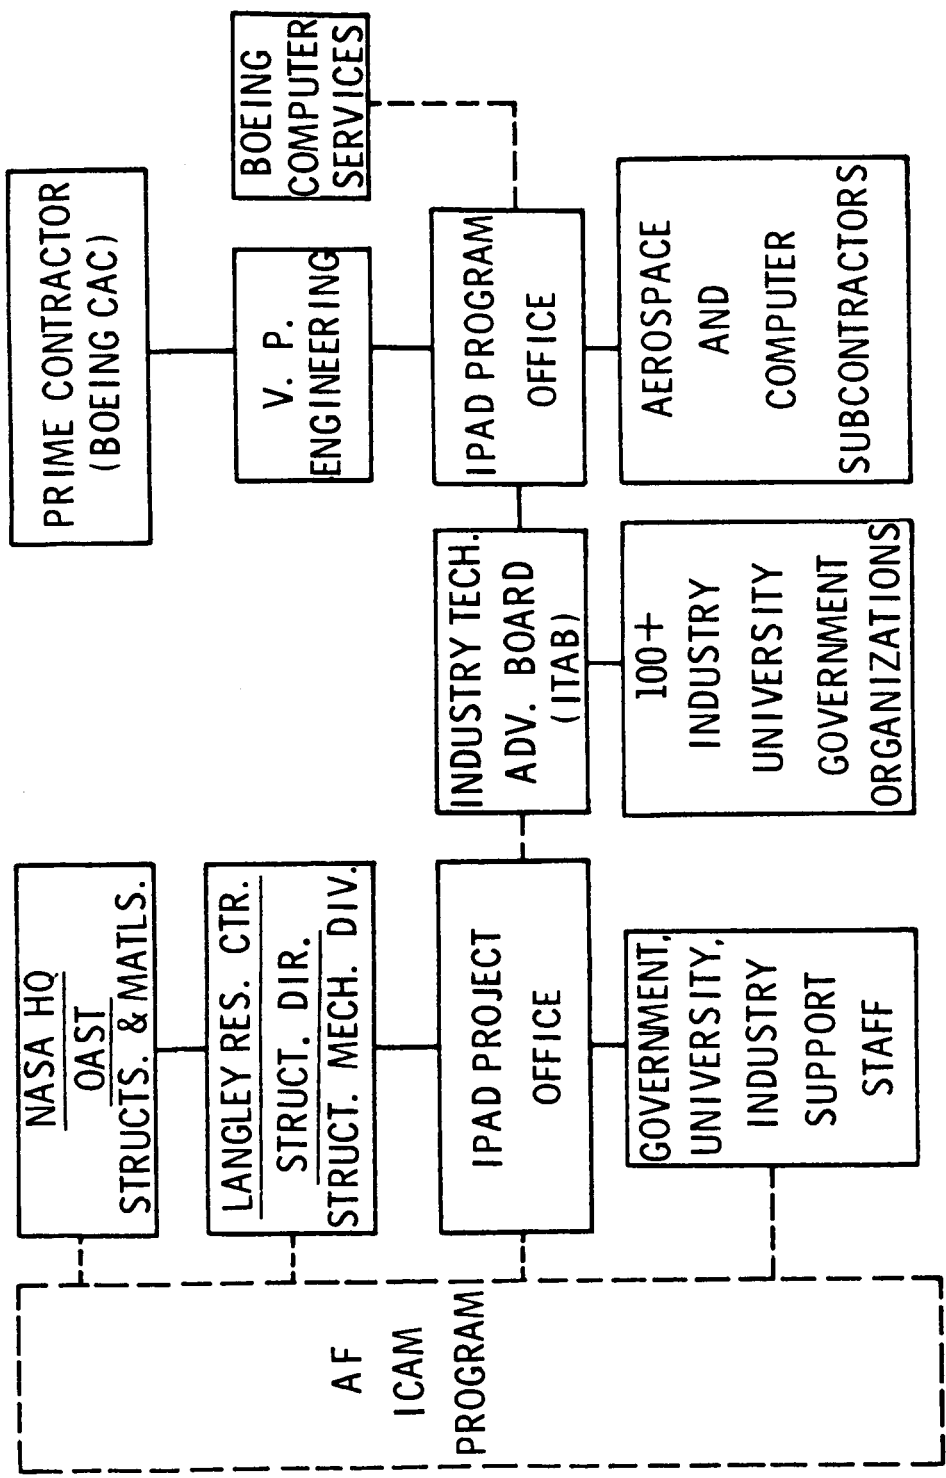 AF
ICAM
PROGRAM
NASA HQ
OAST
STRUCTS. & MATLS.
LANGLEY RES. CTR.
STRUCT. DIR.
STRUCT. MECH. DIV.
IPAD PROJECT
OFFICE
GOVERNMENT,
UNIVERSITY,
INDUSTRY
SUPPORT
STAFF
INDUSTRY TECH.
ADV. BOARD
(ITAB)
100+
INDUSTRY
UNIVERSITY
GOVERNMENT
ORGANIZATIONS
PRIME CONTRACTOR
(BOEING CAC)
V. P.
ENGINEERING
IPAD PROGRAM
OFFICE
AEROSPACE
AND
COMPUTER
SUBCONTRACTORS
BOEING
COMPUTER
SERVICES